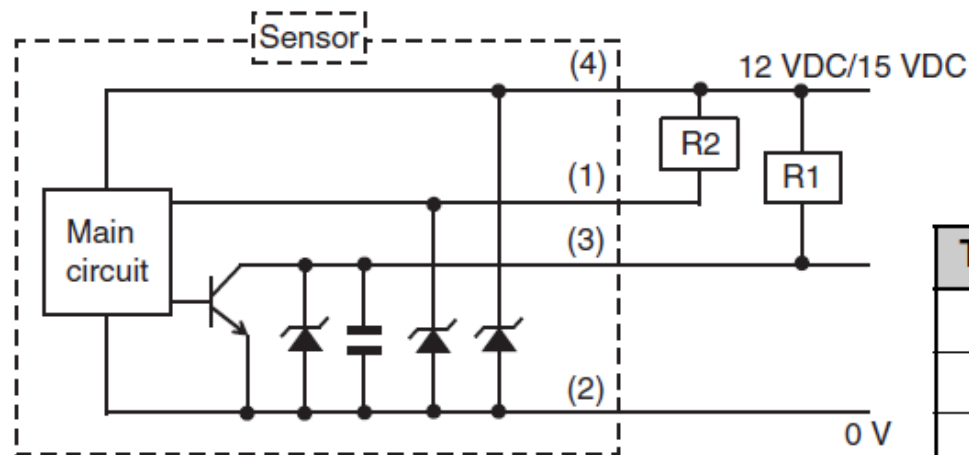 Sensor
(4)
12 VDC/15 VDC
R2
R1
(1)
Main
circuit
(3)
(2)
0 V